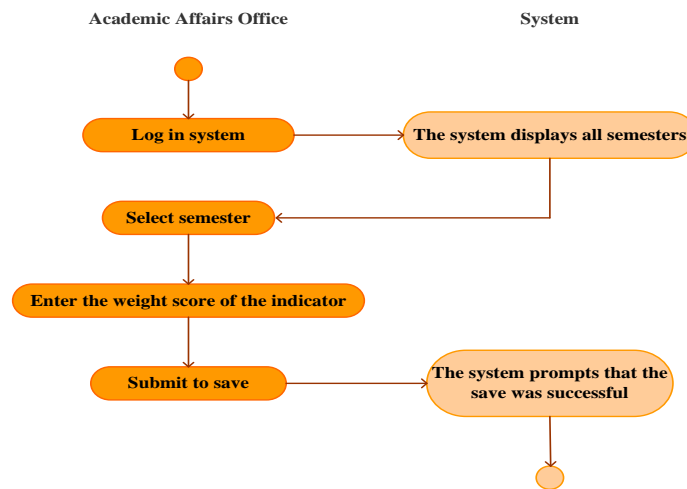 Academic Affairs Office
System
Log in system
The system displays all semesters
Select semester
Enter the weight score of the indicator
Submit to save
The system prompts that the
save was successful